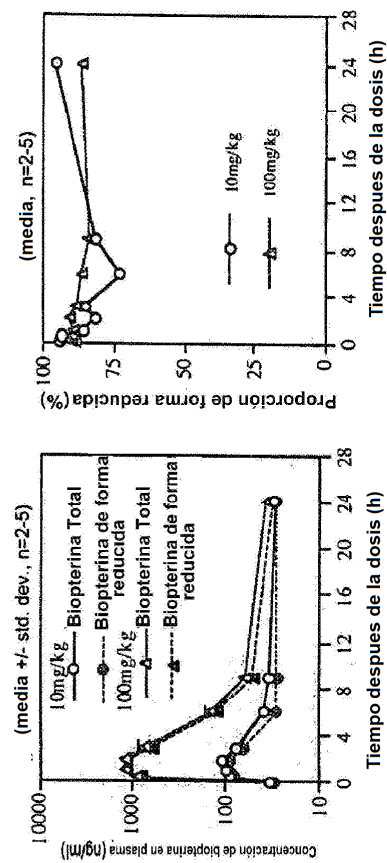 (media +/- std. dev., n=2-5)
10mg/kg
Biopterina Total
Biopterina de forma
reducida
100mg/kg
Biopterina Total
Biopterina de forma
reducida
Concentración de biopterina en plasma (ng/ml)
10000
1000
100
10
0
4
8
12
16
20
24
28
Tiempo despues de la dosis (h)
(media, n=2-5)
10mg/kg
100mg/kg
Proporción de forma reducida (%)
100
75
50
25
0
0
4
8
12
16
20
24
28
Tiempo despues de la dosis (h)